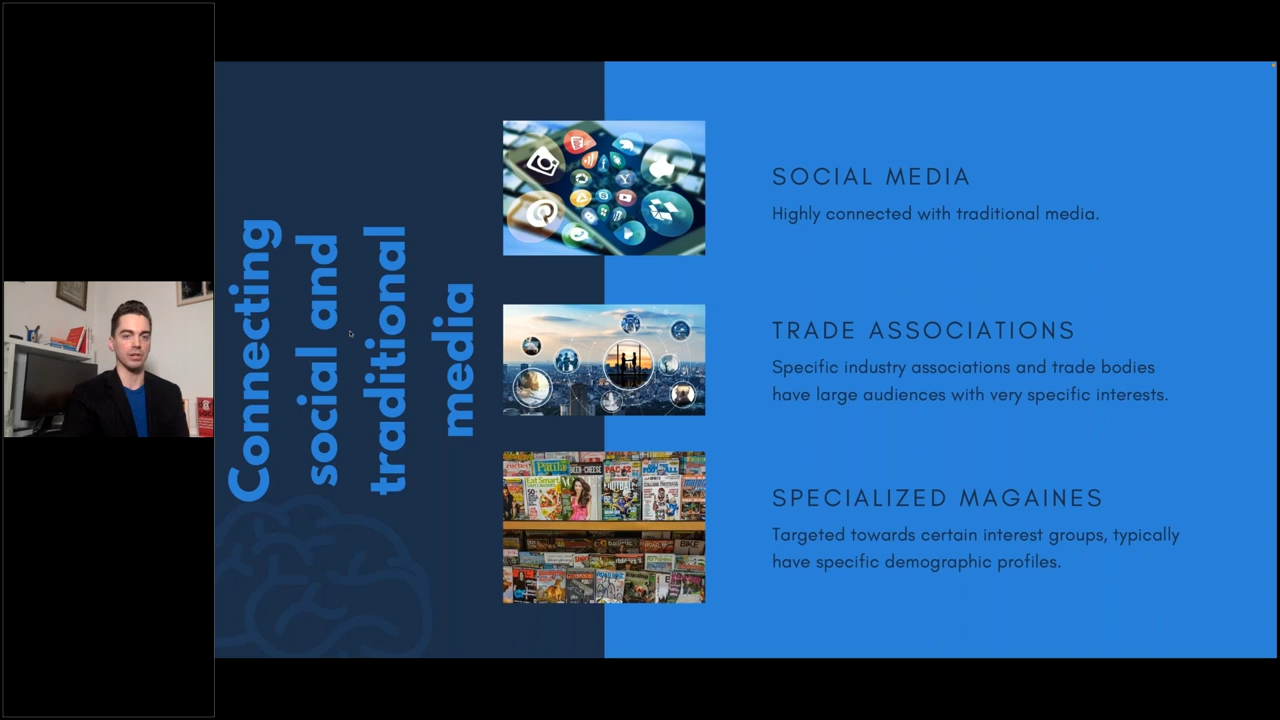 Connecting
social and
traditional
media
SOCIAL MEDIA
Highly connected with traditional media.
TRADE ASSOCIATIONS
Specific industry associations and trade bodies
have large audiences with very specific interests.
SPECIALIZED MAGAINES
Targeted towards certain interest groups, typically
have specific demographic profiles.